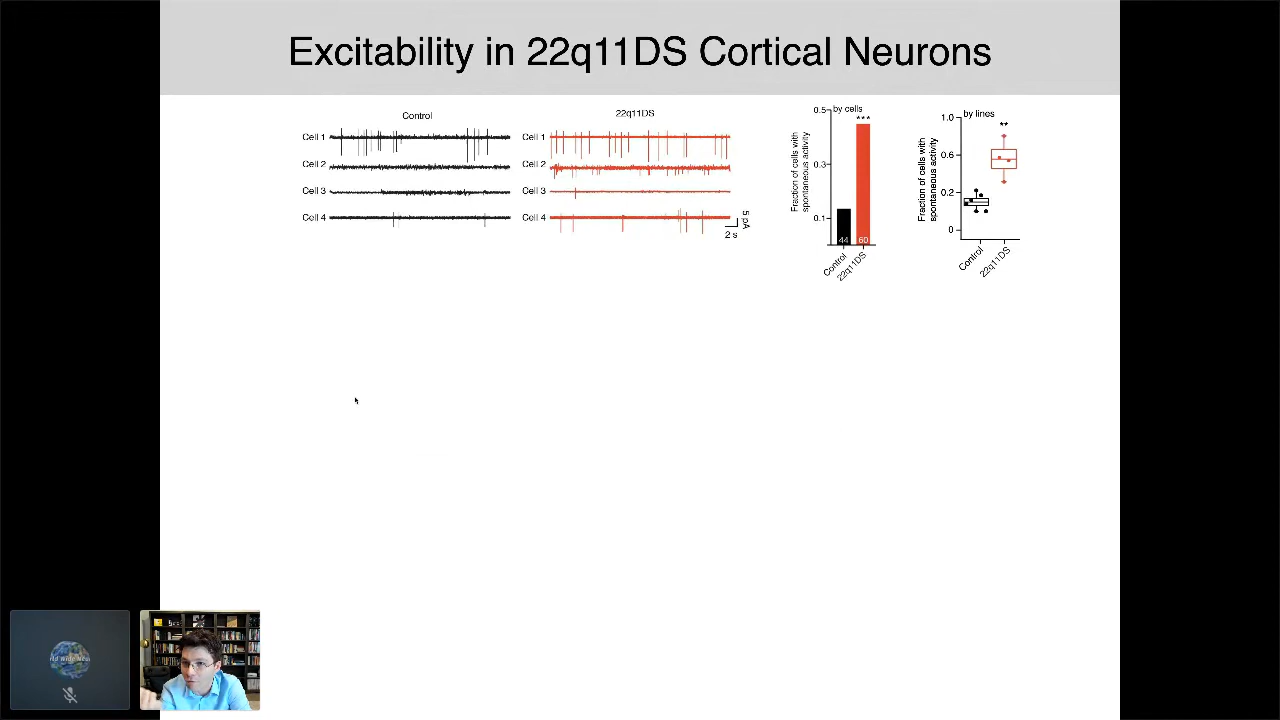 Excitability in 22q11DS Cortical Neurons
Control
Cell 1
Cell 2
Cell 3
Cell 4
22q11DS
Cell 1
Cell 2
Cell 3
Cell 4
5 pA
2 s
by cells
Fraction of cells with
spontaneous activity
0.5
0.3
0.1
***
44
60
Control
22q11DS
by lines
Fraction of cells with
spontaneous activity
1.0
0.6
0.2
0
**
Control
22q11DS